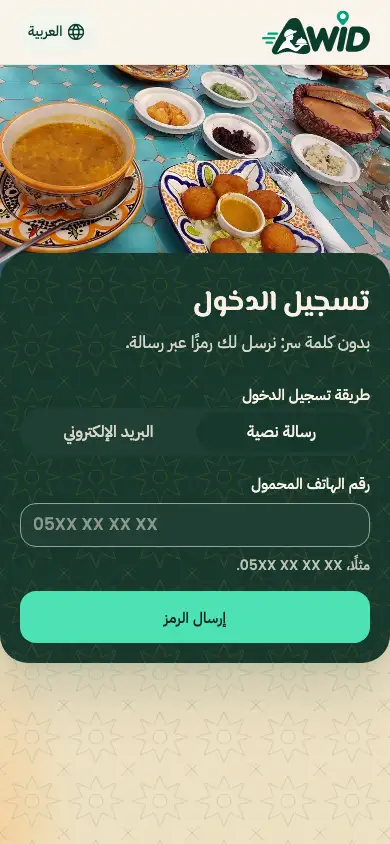 AWID
العربية
تسجيل الدخول
بدون كلمة سر: نرسل لك رمزًا عبر رسالة.
طريقة تسجيل الدخول
رسالة نصية
البريد الإلكتروني
رقم الهاتف المحمول
05XX XX XX XX
مثلًا، 05XX XX XX XX.
إرسال الرمز